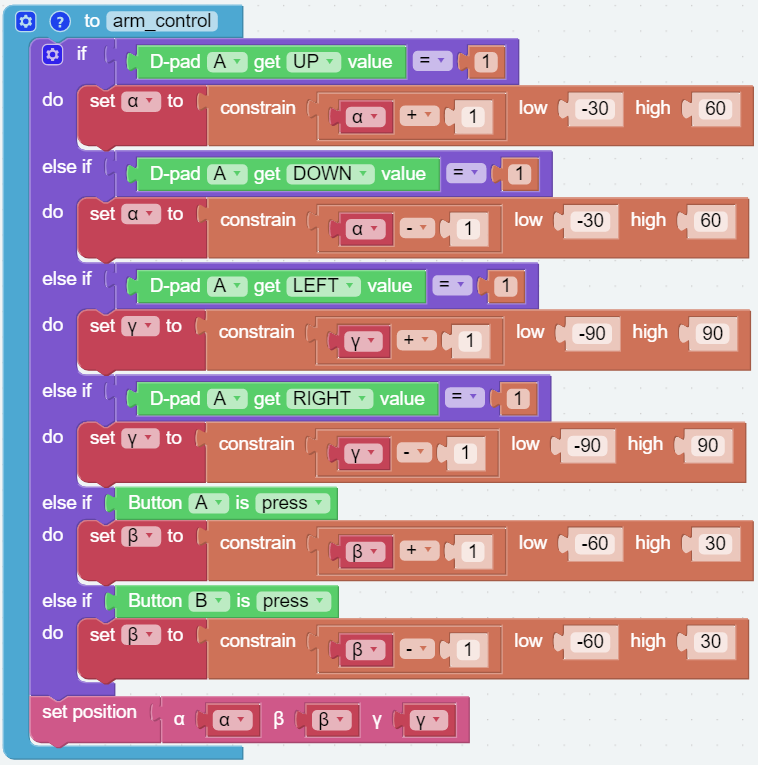 ? to arm_control
if D-pad A get UP value = 1
do set α to constrain α + 1 low -30 high 60
else if D-pad A get DOWN value = 1
do set α to constrain α - 1 low -30 high 60
else if D-pad A get LEFT value = 1
do set γ to constrain γ + 1 low -90 high 90
else if D-pad A get RIGHT value = 1
do set γ to constrain γ - 1 low -90 high 90
else if Button A is press
do set β to constrain β + 1 low -60 high 30
else if Button B is press
do set β to constrain β - 1 low -60 high 30
set position α α β β γ γ